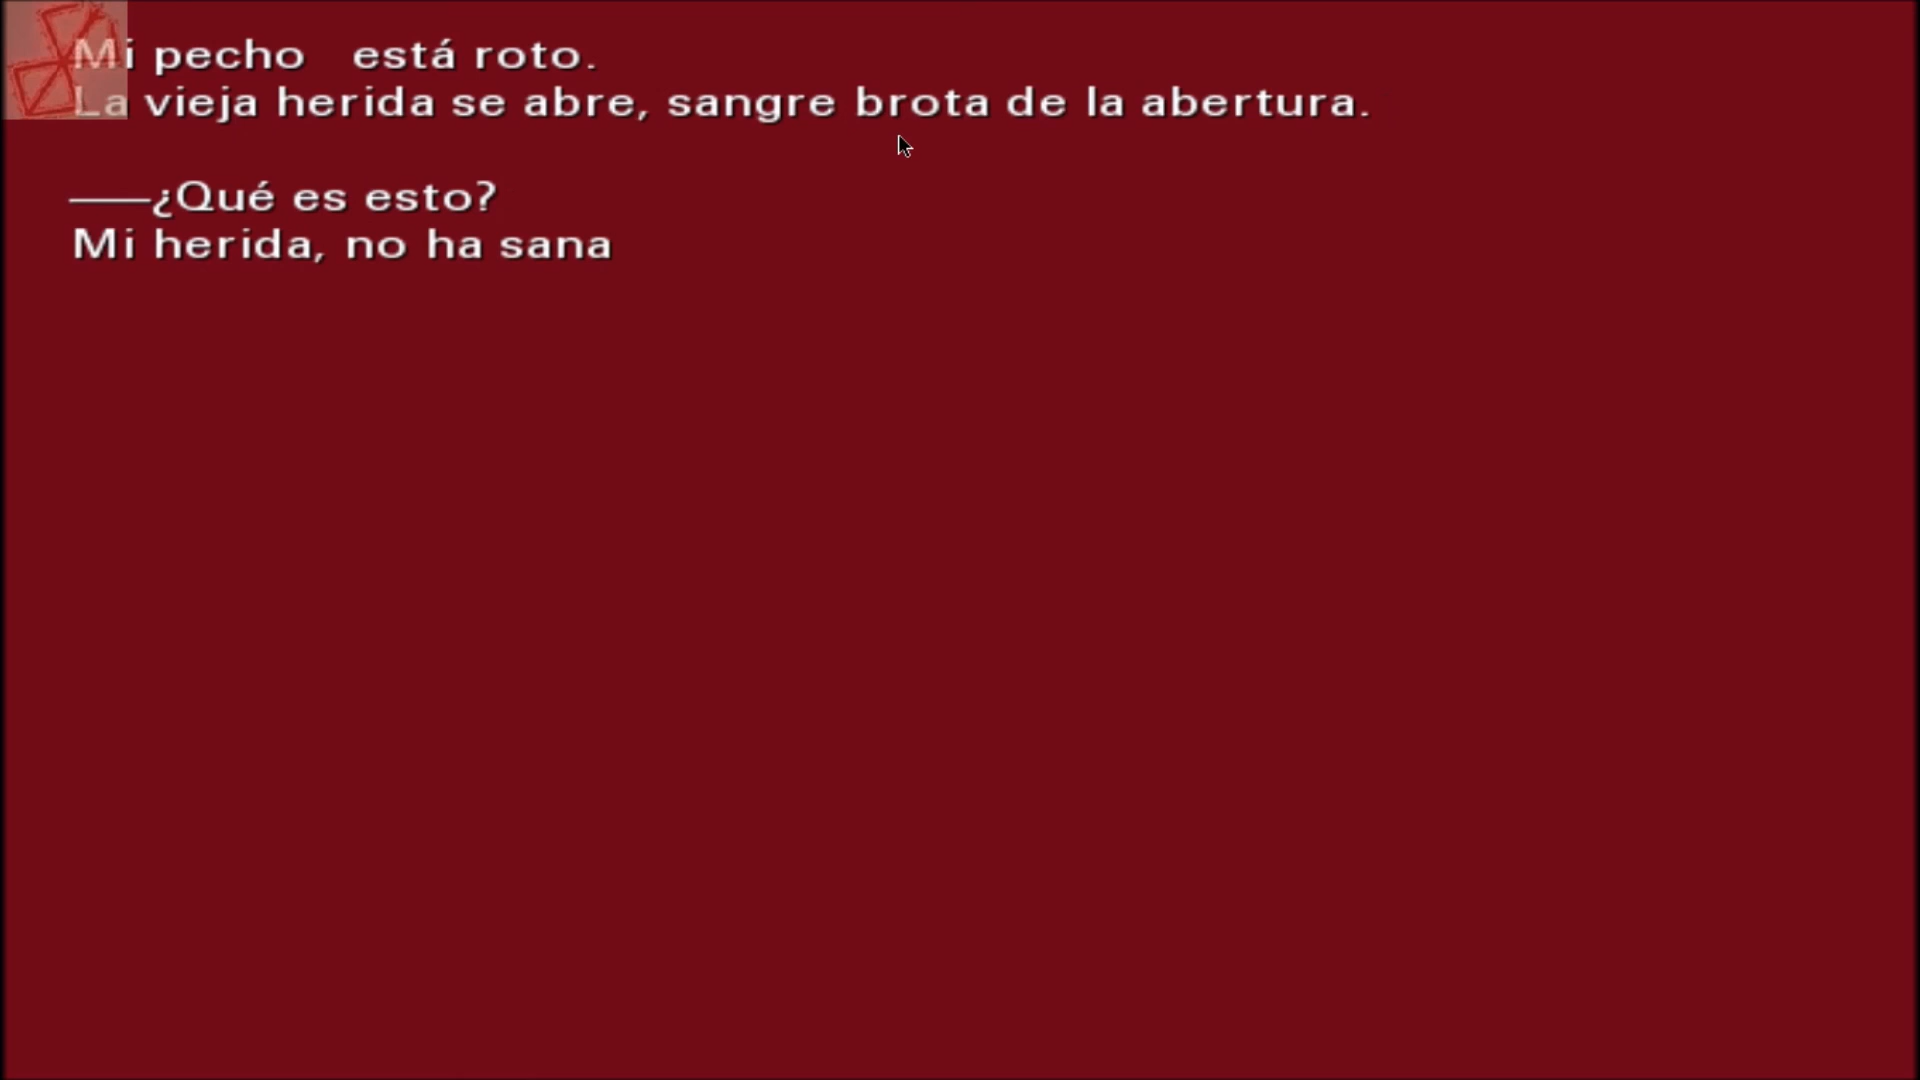 Mi pecho está roto.
La vieja herida se abre, sangre brota de la abertura.
——¿Qué es esto?
Mi herida, no ha sana